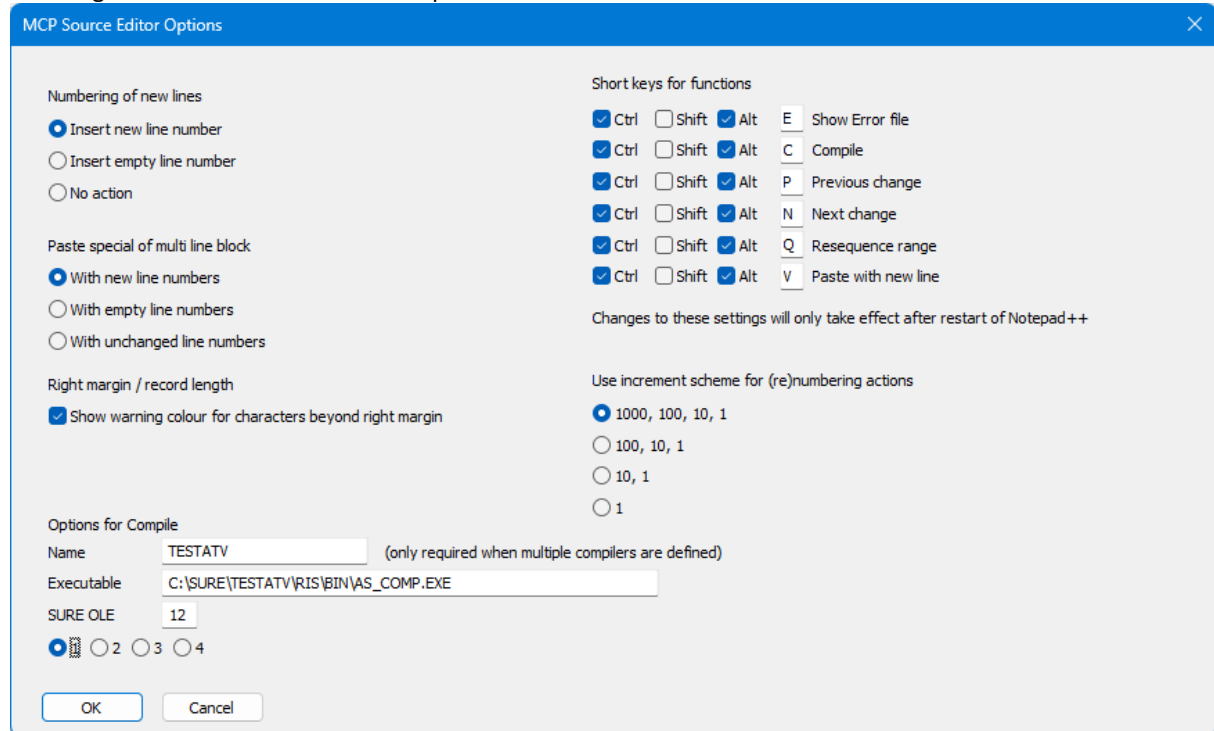 MCP Source Editor Options
Numbering of new lines
Insert new line number
Insert empty line number
No action
Paste special of multi line block
With new line numbers
With empty line numbers
With unchanged line numbers
Right margin / record length
Show warning colour for characters beyond right margin
Short keys for functions
Ctrl Shift Alt E Show Error file
Ctrl Shift Alt C Compile
Ctrl Shift Alt P Previous change
Ctrl Shift Alt N Next change
Ctrl Shift Alt Q Resequence range
Ctrl Shift Alt V Paste with new line
Changes to these settings will only take effect after restart of Notepad++
Use increment scheme for (re)numbering actions
1000, 100, 10, 1
100, 10, 1
10, 1
1
Options for Compile
Name TESTATV (only required when multiple compilers are defined)
Executable C:\SURE\TESTATV\RIS\BIN\AS_COMP.EXE
SURE OLE 12
1 2 3 4
OK Cancel